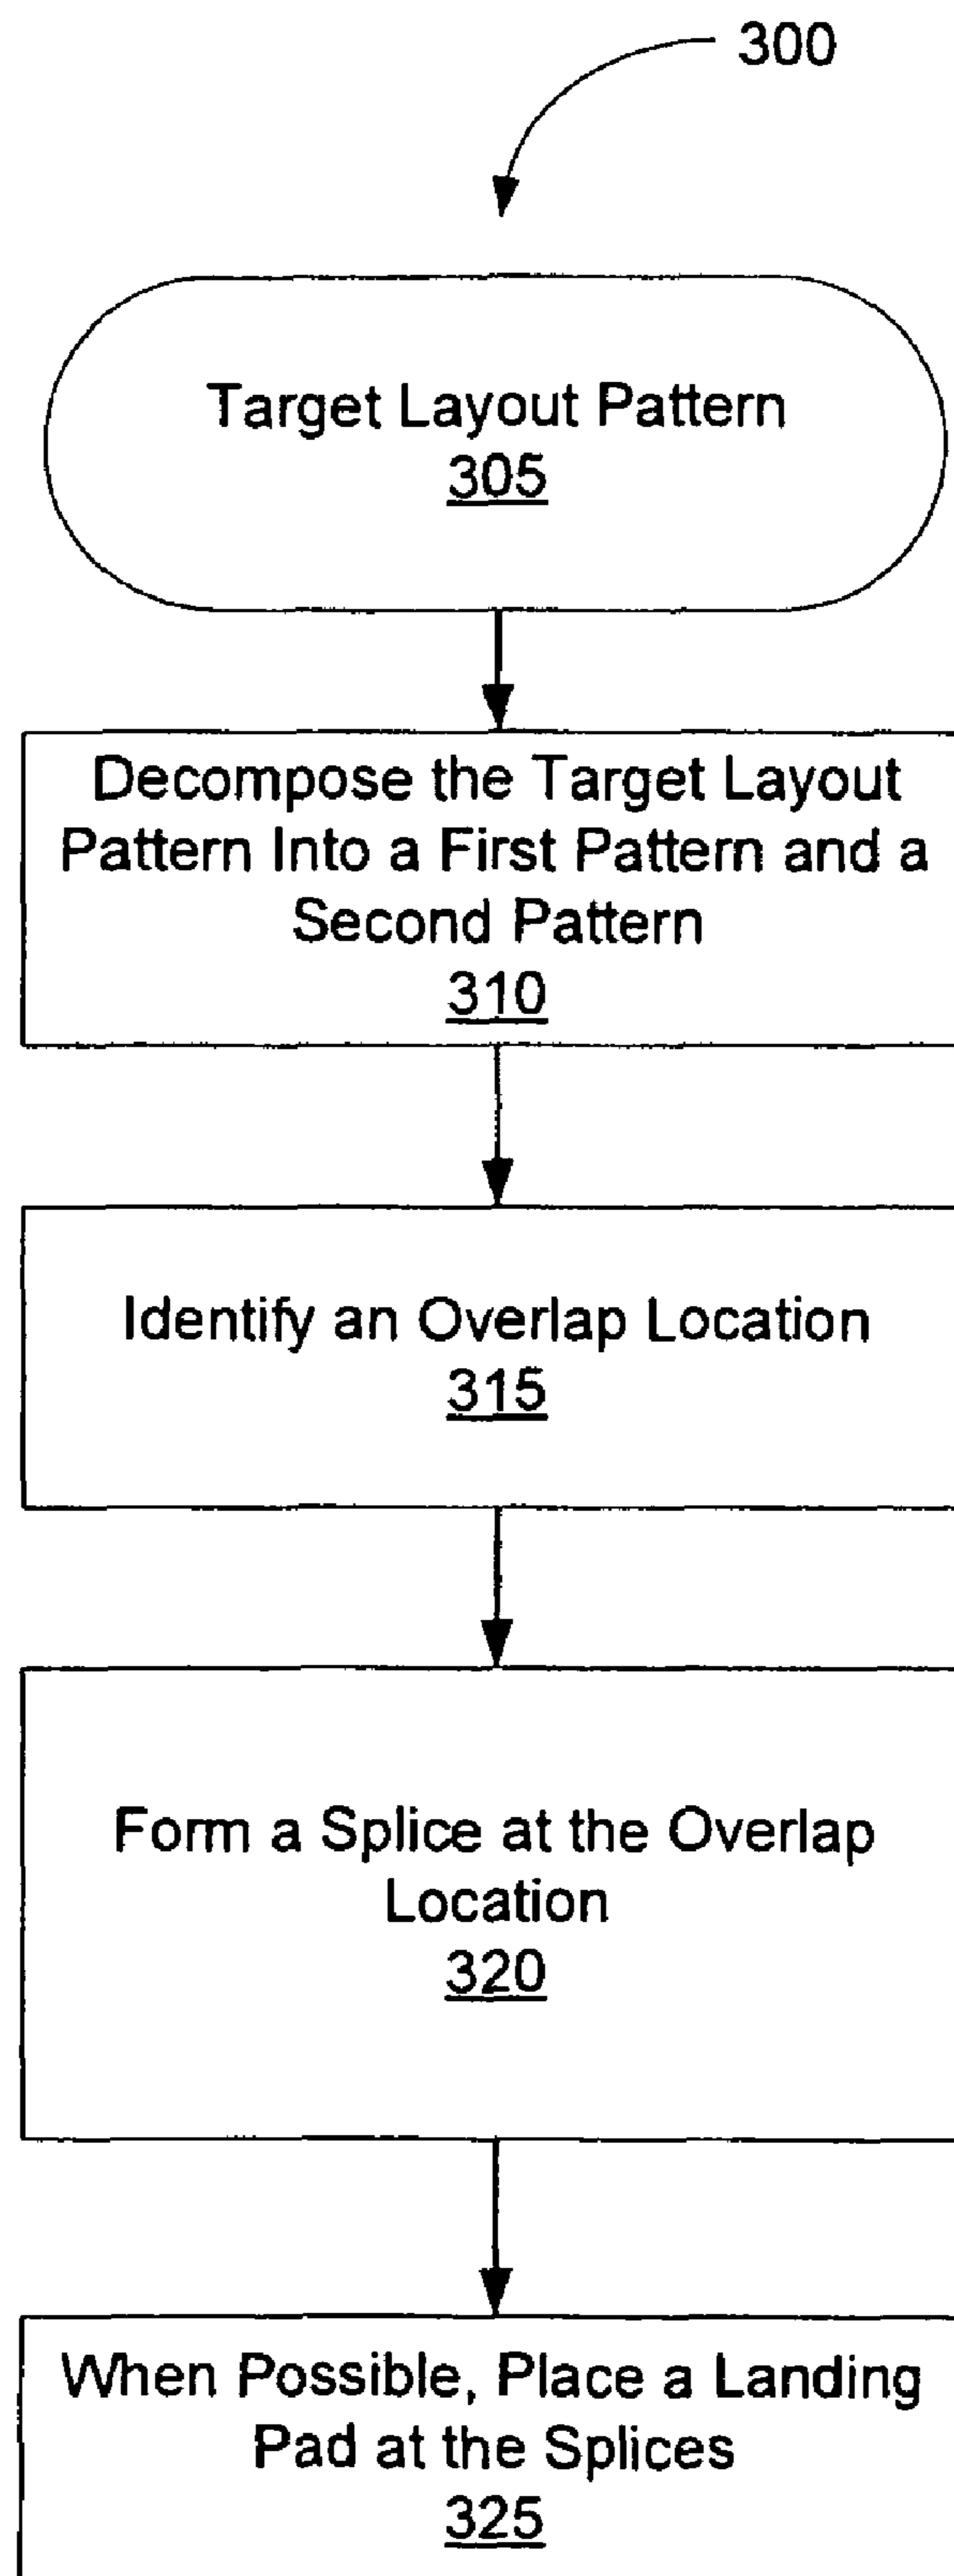 300
Target Layout Pattern
305
Decompose the Target Layout
Pattern Into a First Pattern and a
Second Pattern
310
Identify an Overlap Location
315
Form a Splice at the Overlap
Location
320
When Possible, Place a Landing
Pad at the Splices
325